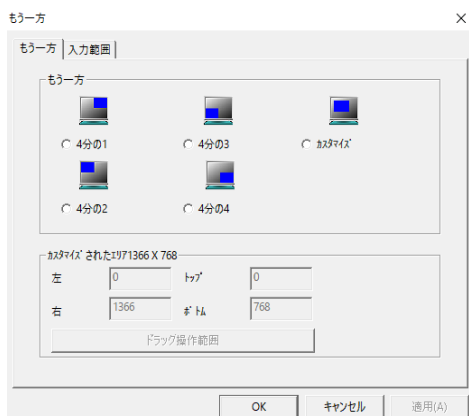 もう一方
もう一方 入力範囲
もう一方
4分の1 4分の3 ｶｽﾀﾏｲｽﾞ
4分の2 4分の4
ｶｽﾀﾏｲｽﾞされたｴﾘｱ1366 X 768
左 0 ﾄｯﾌﾟ 0
右 1366 ﾎﾞﾄﾑ 768
ドラッグ操作範囲
OK キャンセル 適用(A)